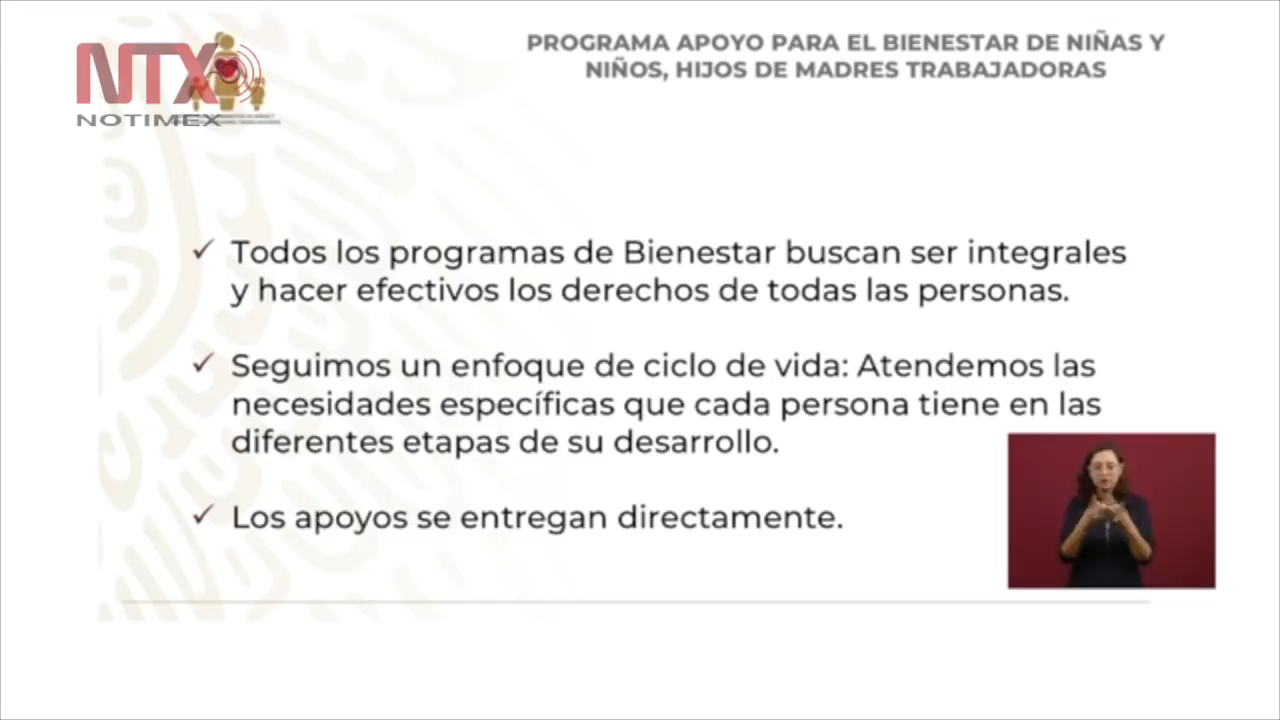 NTX
NOTIMEX
PROGRAMA APOYO PARA EL BIENESTAR DE NIÑAS Y
NIÑOS, HIJOS DE MADRES TRABAJADORAS
✓ Todos los programas de Bienestar buscan ser integrales
y hacer efectivos los derechos de todas las personas.
✓ Seguimos un enfoque de ciclo de vida: Atendemos las
necesidades específicas que cada persona tiene en las
diferentes etapas de su desarrollo.
✓ Los apoyos se entregan directamente.